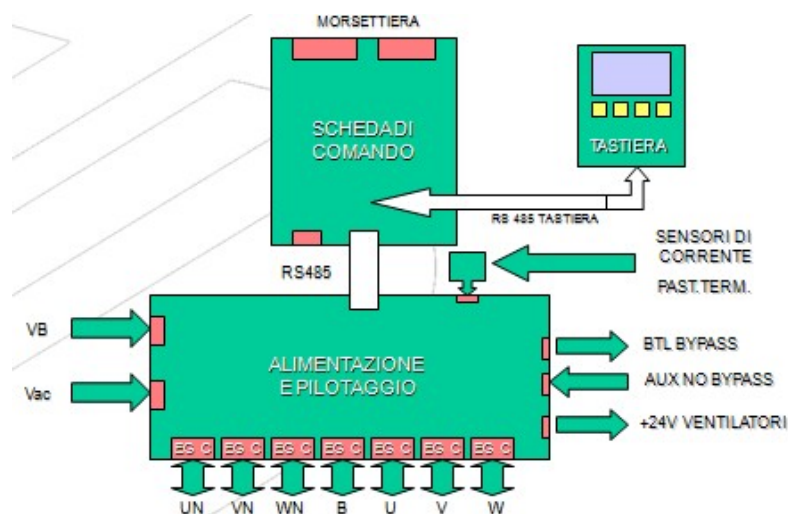 MORSETTIERA
SCHEDADI
COMANDO
TASTIERA
RS 485 TASTIERA
SENSORI DI
CORRENTE
PAST.TERM.
RS485
VB
Vac
ALIMENTAZIONE
E PILOTAGGIO
BTL BYPASS
AUX NO BYPASS
+24V VENTILATORI
EG C EG C EG C EG C EG C EG C EG C
UN VN WN B U V W